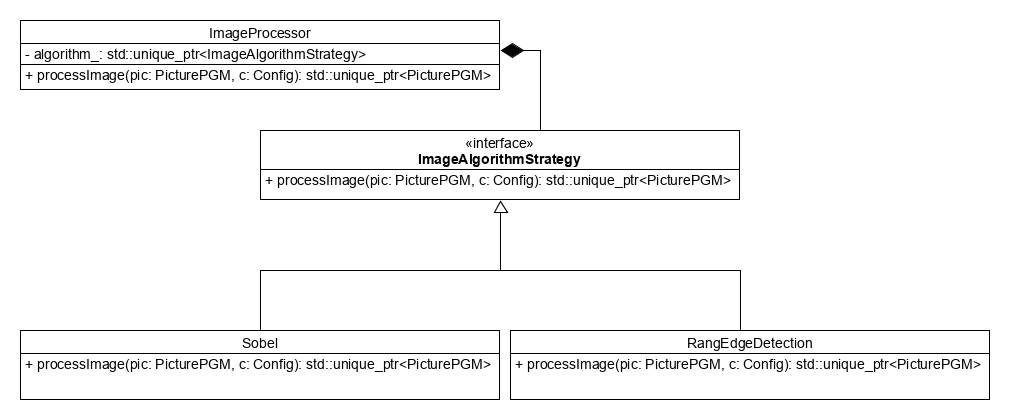 ImageProcessor
- algorithm_: std::unique_ptr<ImageAlgorithmStrategy>
+ processImage(pic: PicturePGM, c: Config): std::unique_ptr<PicturePGM>
«interface»
ImageAlgorithmStrategy
+ processImage(pic: PicturePGM, c: Config): std::unique_ptr<PicturePGM>
Sobel
+ processImage(pic: PicturePGM, c: Config): std::unique_ptr<PicturePGM>
RangEdgeDetection
+ processImage(pic: PicturePGM, c: Config): std::unique_ptr<PicturePGM>